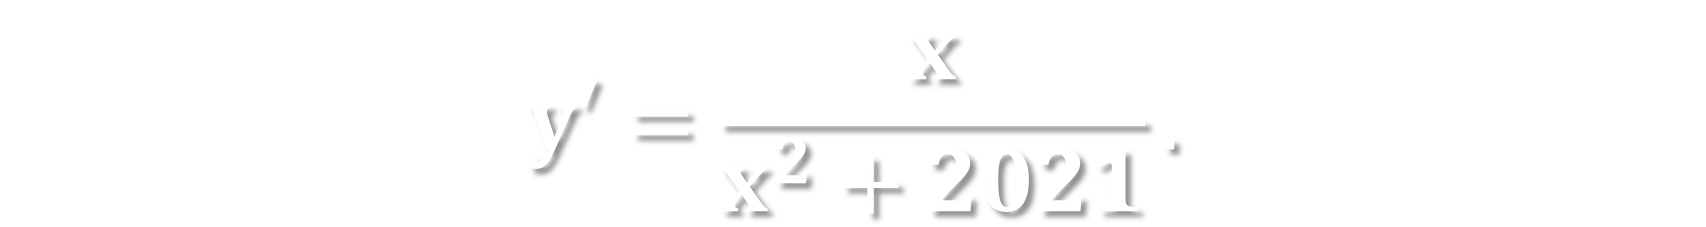 y′ = x / (x² + 2021) .